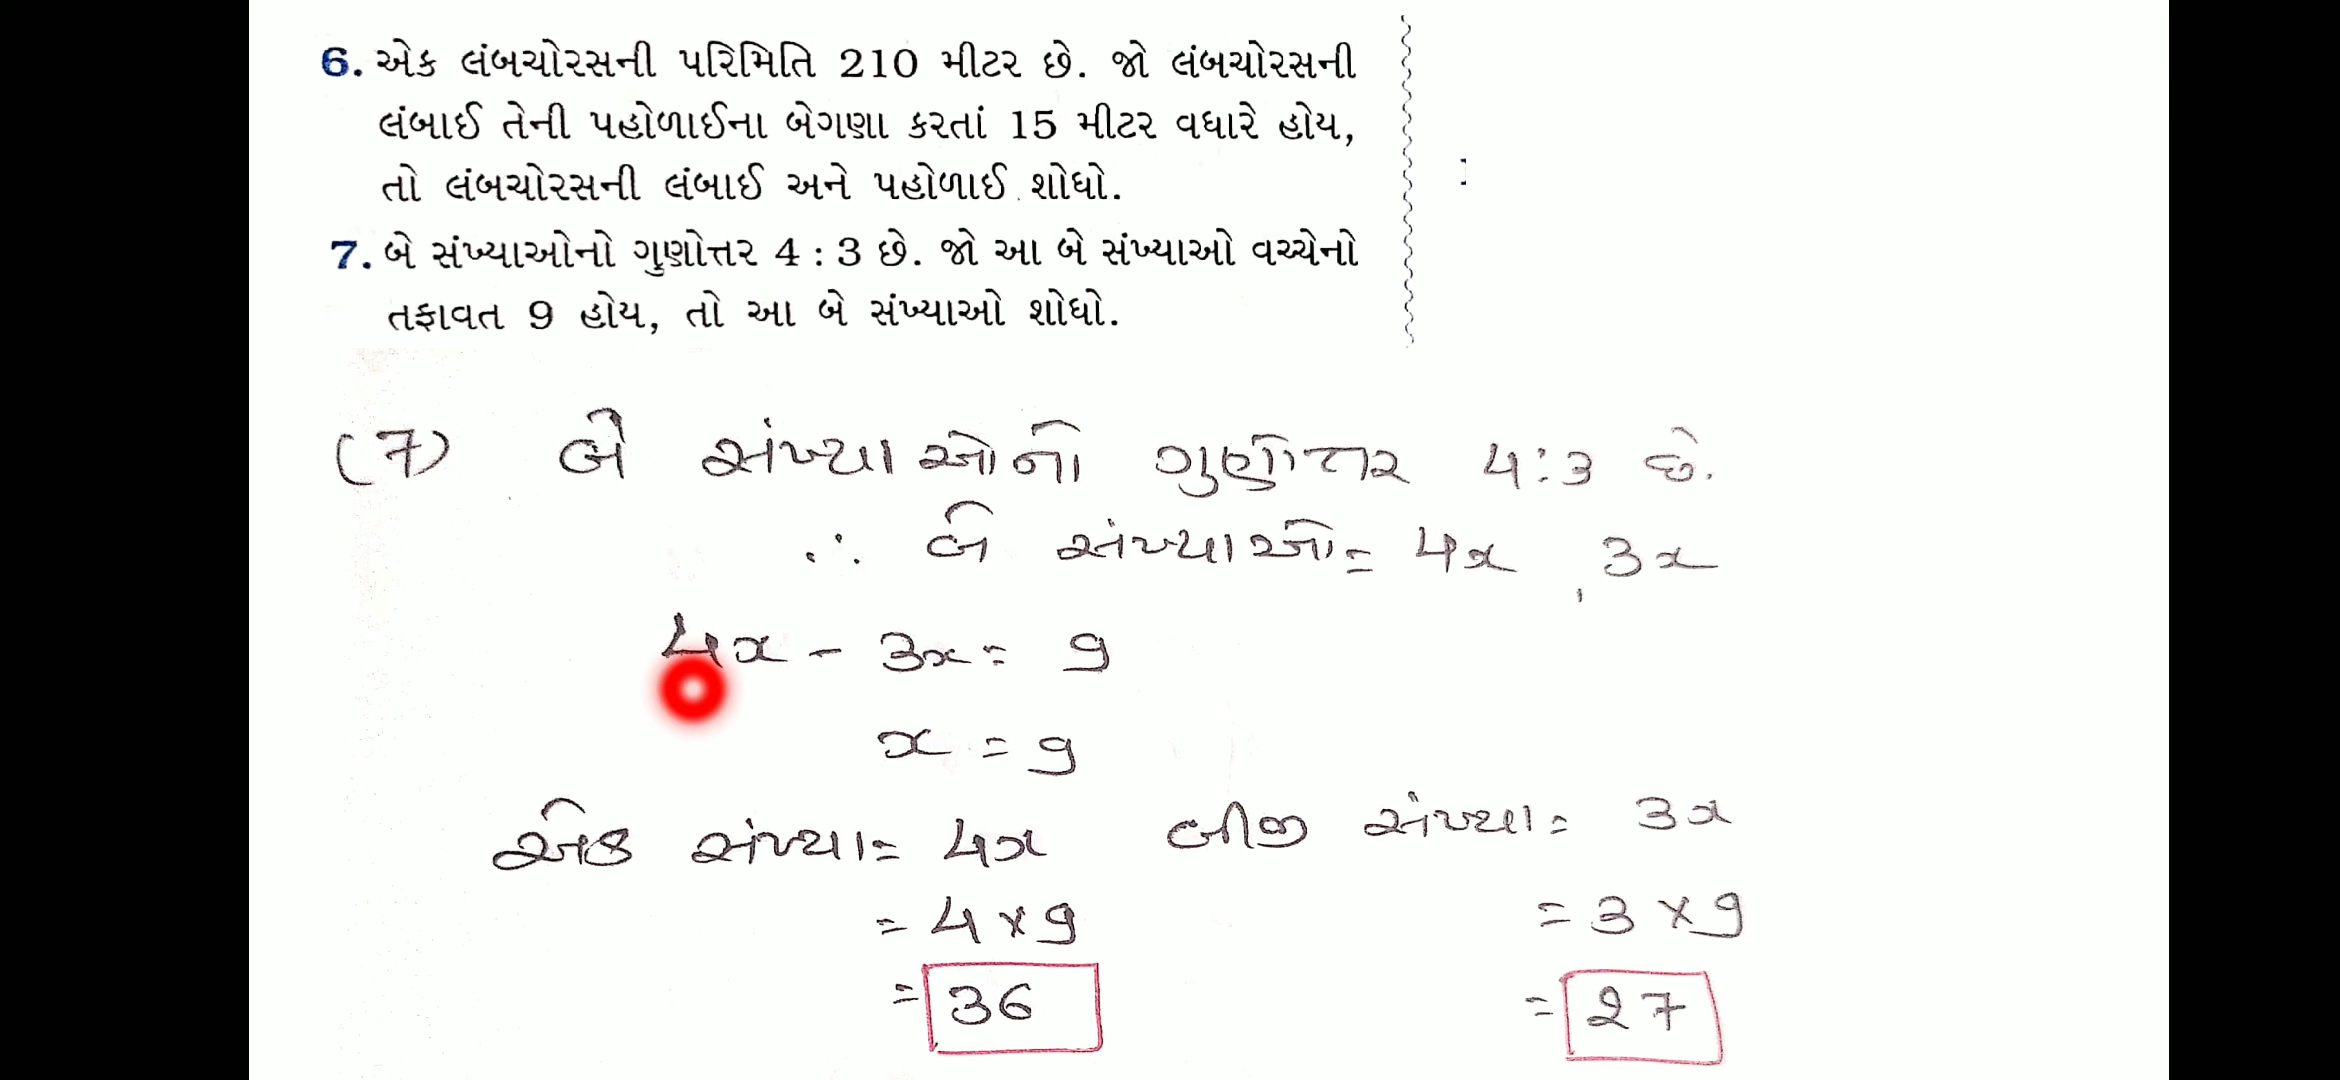 6. એક લંબચોરસની પરિમિતિ 210 મીટર છે. જો લંબચોરસની
લંબાઈ તેની પહોળાઈના બેગણા કરતાં 15 મીટર વધારે હોય,
તો લંબચોરસની લંબાઈ અને પહોળાઈ શોધો.
7. બે સંખ્યાઓનો ગુણોત્તર 4 : 3 છે. જો આ બે સંખ્યાઓ વચ્ચેનો
તફાવત 9 હોય, તો આ બે સંખ્યાઓ શોધો.
(7) બે સંખ્યાઓનો ગુણોત્તર 4:3 છે.
∴ બે સંખ્યાઓ = 4x , 3x
4x - 3x = 9
x = 9
એક સંખ્યા = 4x બીજી સંખ્યા = 3x
= 4 × 9 = 3 × 9
= 36 = 27